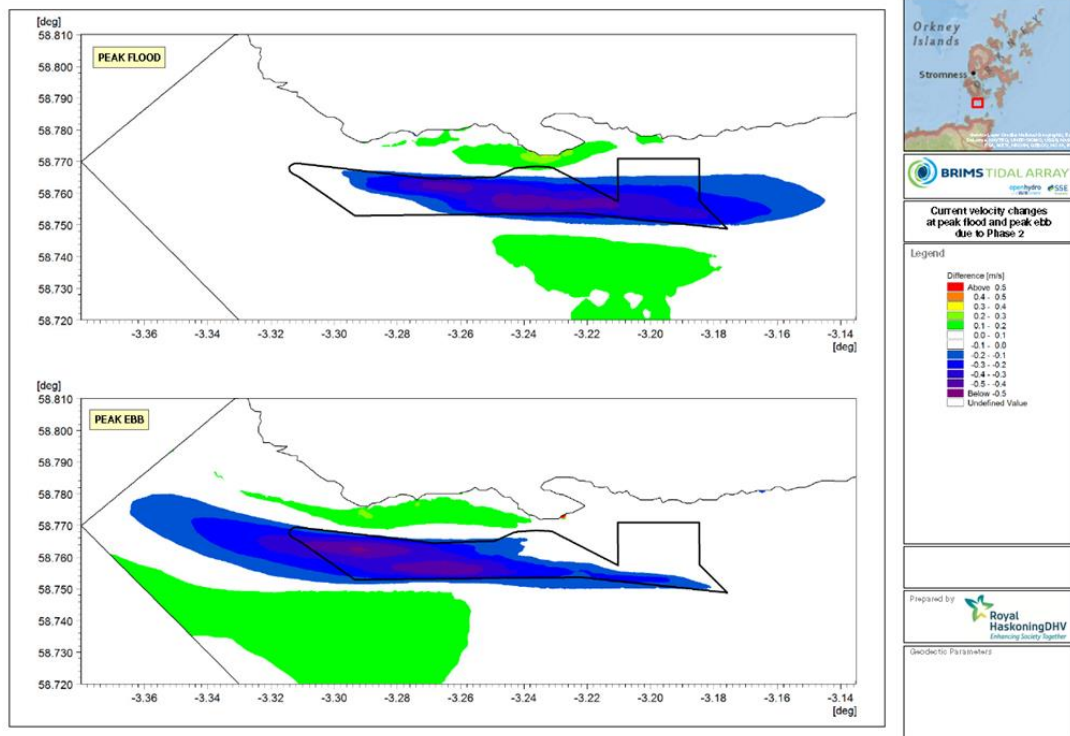 [deg]
58.810
58.800
58.790
58.780
58.770
58.760
58.750
58.740
58.730
58.720
PEAK FLOOD
-3.36
-3.34
-3.32
-3.30
-3.28
-3.26
-3.24
-3.22
-3.20
-3.18
-3.16
-3.14
[deg]
[deg]
58.810
58.800
58.790
58.780
58.770
58.760
58.750
58.740
58.730
58.720
PEAK EBB
-3.36
-3.34
-3.32
-3.30
-3.28
-3.26
-3.24
-3.22
-3.20
-3.18
-3.16
-3.14
[deg]
Orkney
Islands
Stromness
BRIMS TIDAL ARRAY
openhydro
SSE
Current velocity changes
at peak flood and peak ebb
due to Phase 2
Legend
Difference [m/s]
Above 0.5
0.4 - 0.5
0.3 - 0.4
0.2 - 0.3
0.1 - 0.2
0.0 - 0.1
-0.1 - 0.0
-0.2 - -0.1
-0.3 - -0.2
-0.4 - -0.3
-0.5 - -0.4
Below -0.5
Undefined Value
Prepared by
Royal
HaskoningDHV
Enhancing Society Together
Geodectic Parameters